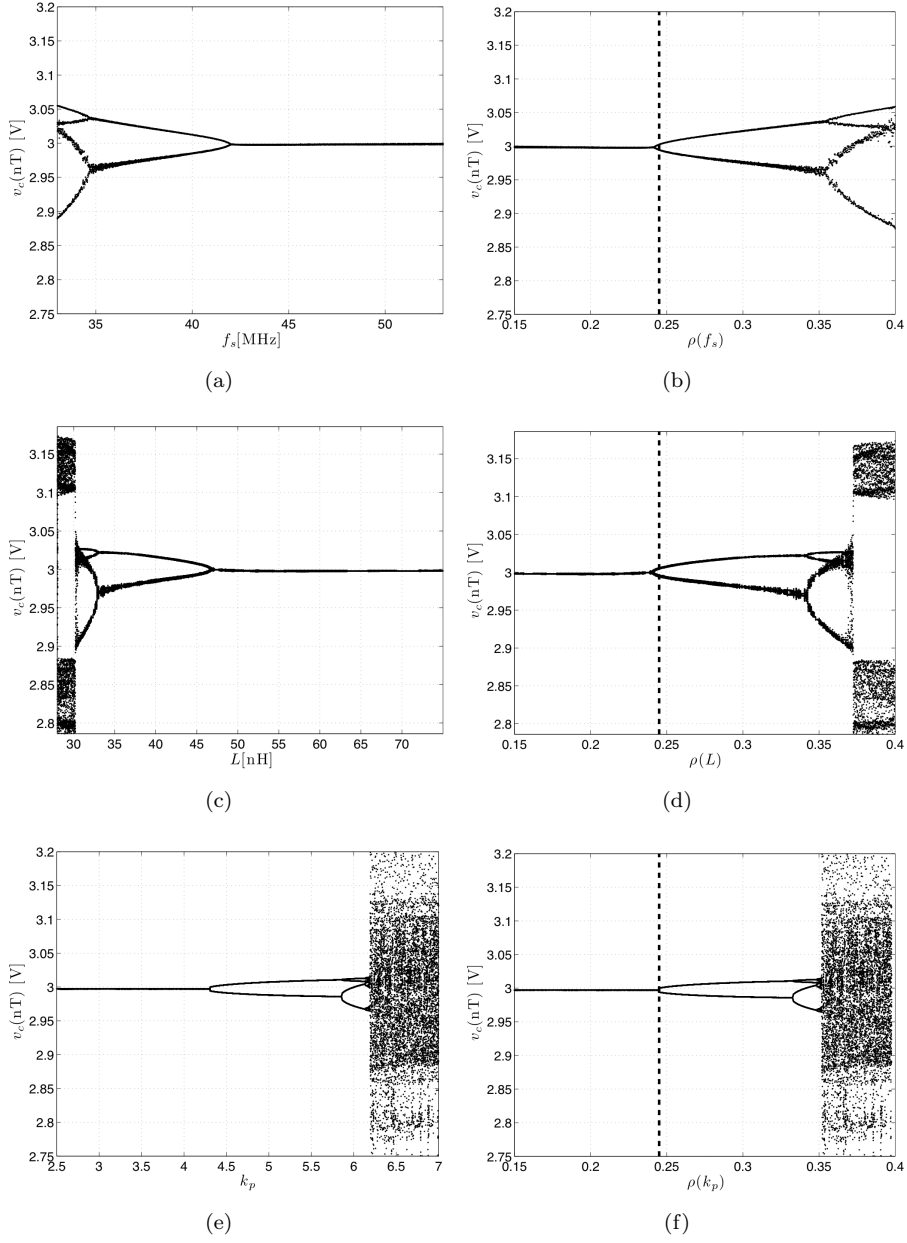 3.2
3.15
3.1
3.05
3
2.95
2.9
2.85
2.8
2.75
v_c(nT) [V]
35 40 45 50
f_s[MHz]
(a)
3.2
3.15
3.1
3.05
3
2.95
2.9
2.85
2.8
2.75
v_c(nT) [V]
0.15 0.2 0.25 0.3 0.35 0.4
ρ(f_s)
(b)
3.15
3.1
3.05
3
2.95
2.9
2.85
2.8
v_c(nT) [V]
30 35 40 45 50 55 60 65 70
L[nH]
(c)
3.15
3.1
3.05
3
2.95
2.9
2.85
2.8
v_c(nT) [V]
0.15 0.2 0.25 0.3 0.35 0.4
ρ(L)
(d)
3.2
3.15
3.1
3.05
3
2.95
2.9
2.85
2.8
2.75
v_c(nT) [V]
2.5 3 3.5 4 4.5 5 5.5 6 6.5 7
k_p
(e)
3.2
3.15
3.1
3.05
3
2.95
2.9
2.85
2.8
2.75
v_c(nT) [V]
0.15 0.2 0.25 0.3 0.35 0.4
ρ(k_p)
(f)